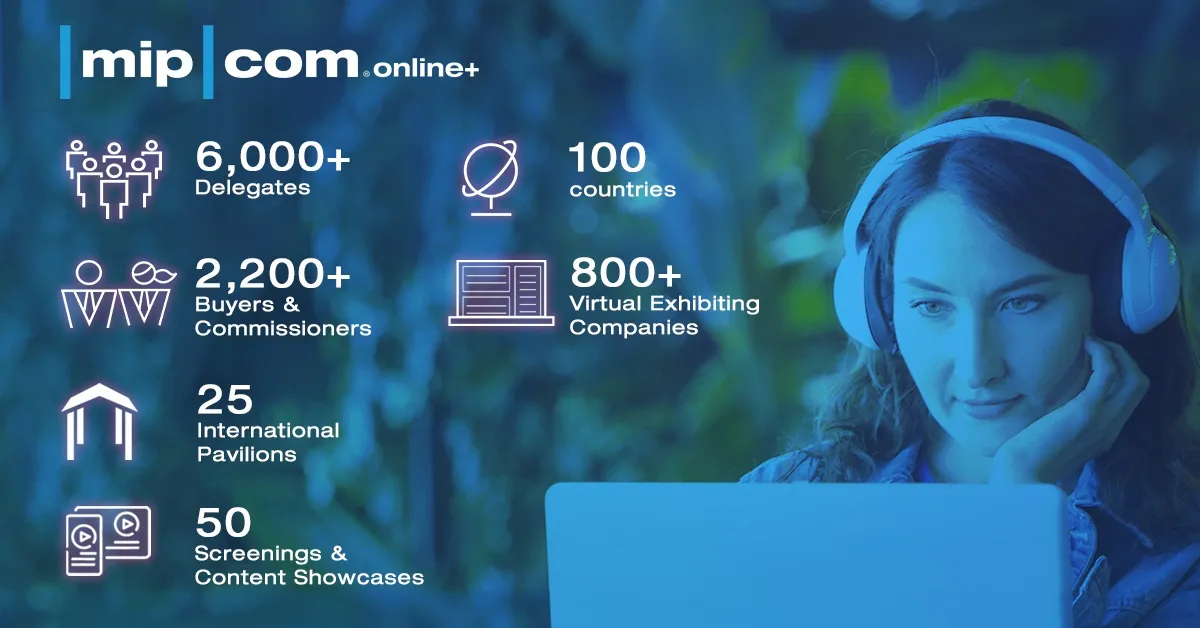 |mip|com®online+
6,000+
Delegates
100
countries
2,200+
Buyers &
Commissioners
800+
Virtual Exhibiting
Companies
25
International
Pavilions
50
Screenings &
Content Showcases